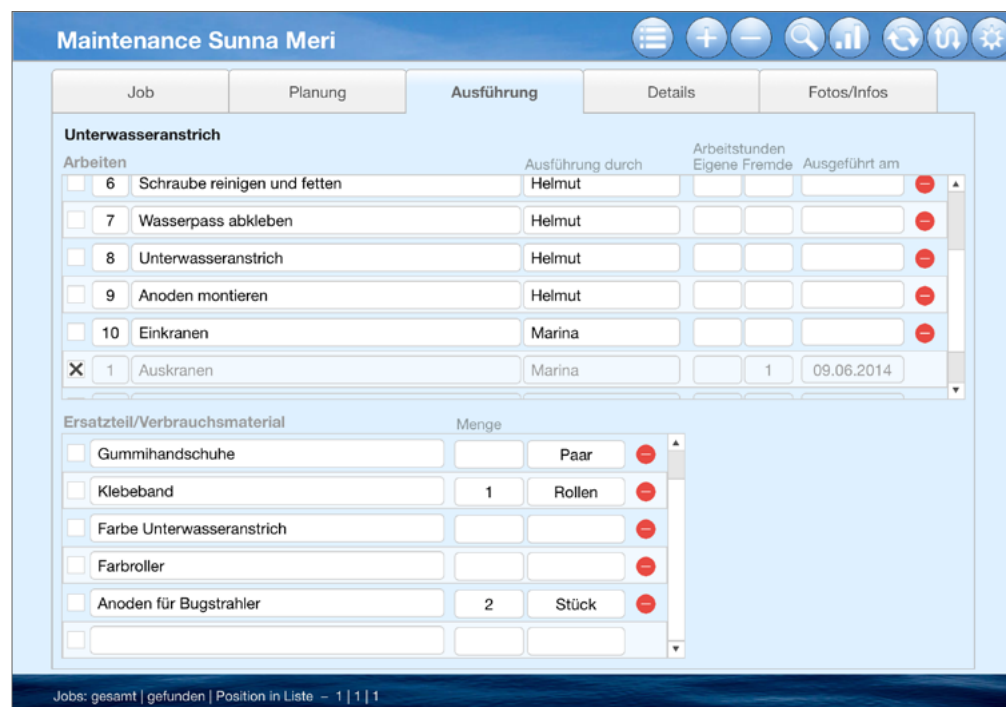 Maintenance Sunna Meri
Job Planung Ausführung Details Fotos/Infos
Unterwasseranstrich
Arbeitstunden
Arbeiten Ausführung durch Eigene Fremde Ausgeführt am
6 Schraube reinigen und fetten Helmut
7 Wasserpass abkleben Helmut
8 Unterwasseranstrich Helmut
9 Anoden montieren Helmut
10 Einkranen Marina
1 Auskranen Marina 1 09.06.2014
Ersatzteil/Verbrauchsmaterial Menge
Gummihandschuhe Paar
Klebeband 1 Rollen
Farbe Unterwasseranstrich
Farbroller
Anoden für Bugstrahler 2 Stück
Jobs: gesamt | gefunden | Position in Liste – 1 | 1 | 1